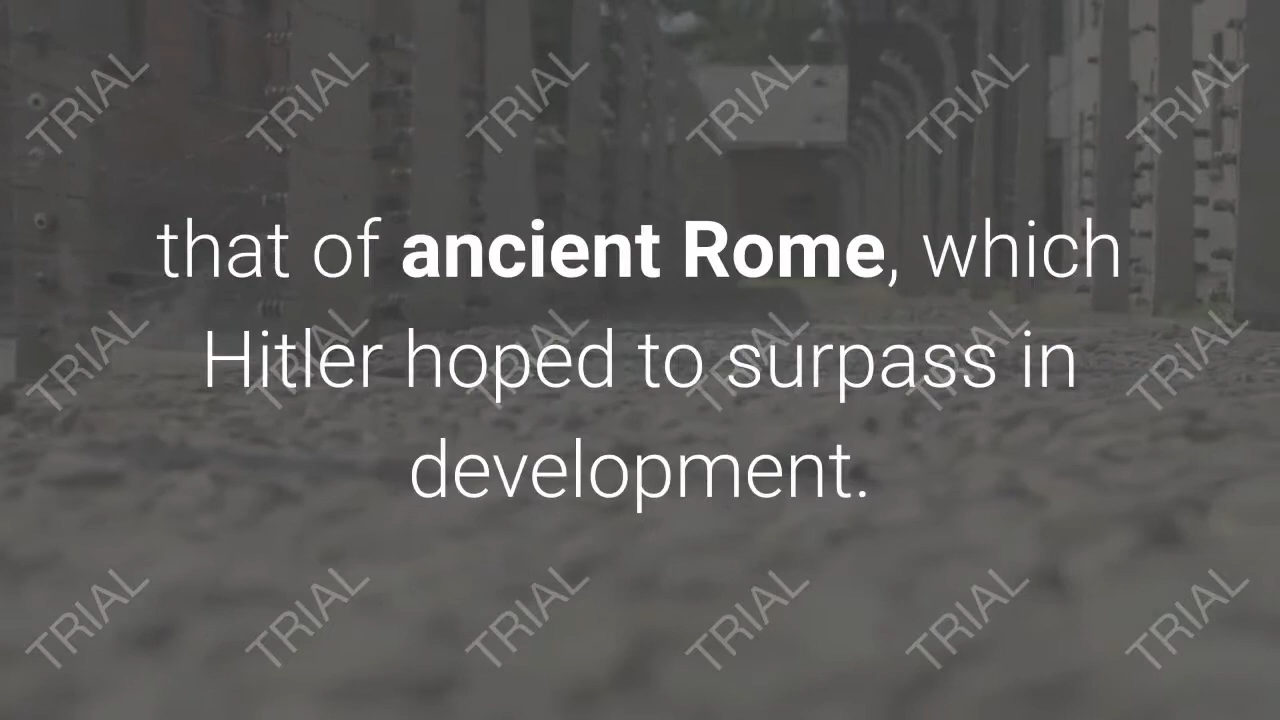 TRIAL TRIAL TRIAL TRIAL TRIAL TRIAL
that of ancient Rome, which
TRIAL TRIAL TRIAL TRIAL TRIAL TRIAL
Hitler hoped to surpass in
development.
TRIAL TRIAL TRIAL TRIAL TRIAL TRIAL